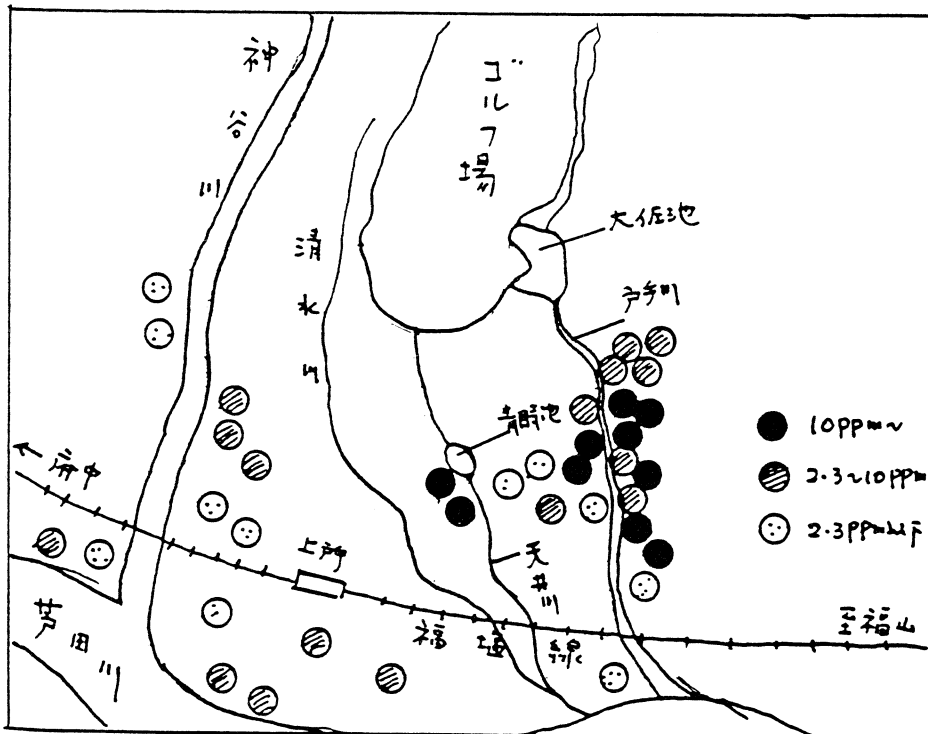 神谷川
ゴルフ場
大佐池
清水川
戸手川
青時池
10ppm~
2.3~10ppm
2.3ppm以下
← 府中
上戸手
天井川
福塩線
至福山
芦田川